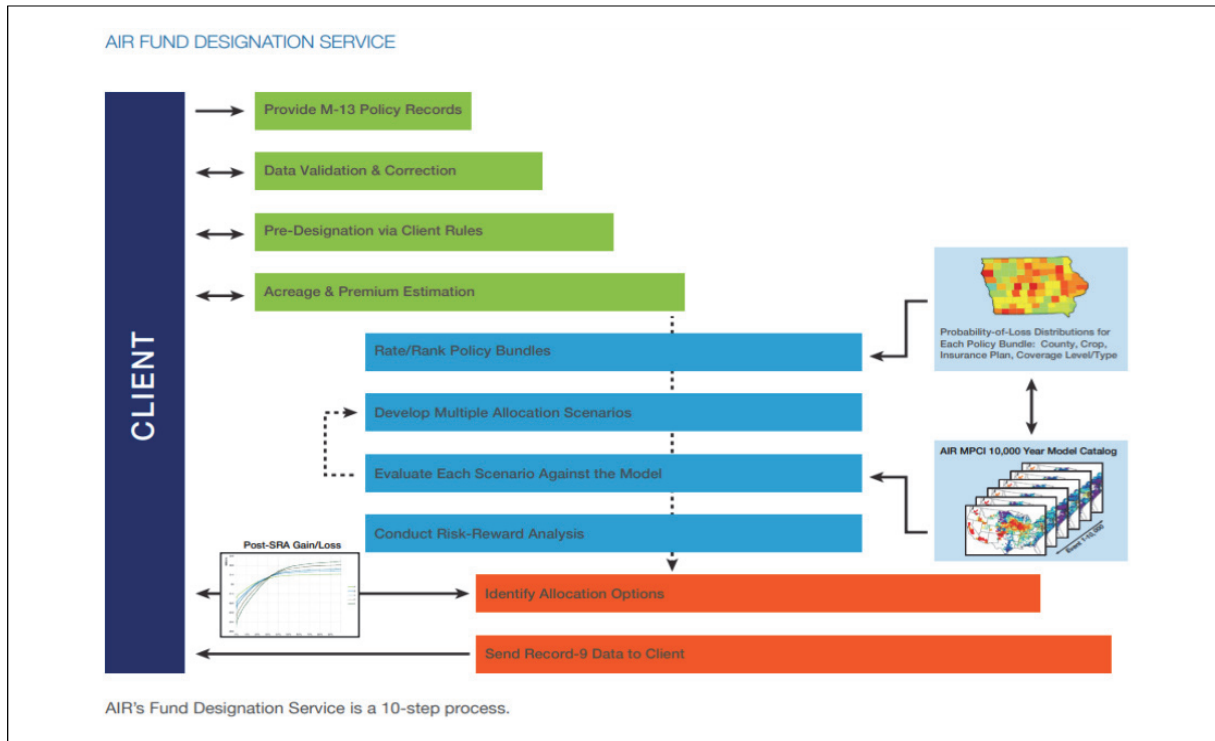 AIR FUND DESIGNATION SERVICE
CLIENT
Provide M-13 Policy Records
Data Validation & Correction
Pre-Designation via Client Rules
Acreage & Premium Estimation
Probability-of-Loss Distributions for
Each Policy Bundle: County, Crop,
Insurance Plan, Coverage Level/Type
Rate/Rank Policy Bundles
Develop Multiple Allocation Scenarios
AIR MPCI 10,000 Year Model Catalog
Evaluate Each Scenario Against the Model
Event 1-10,000
Conduct Risk-Reward Analysis
Post-SRA Gain/Loss
Identify Allocation Options
Send Record-9 Data to Client
AIR's Fund Designation Service is a 10-step process.